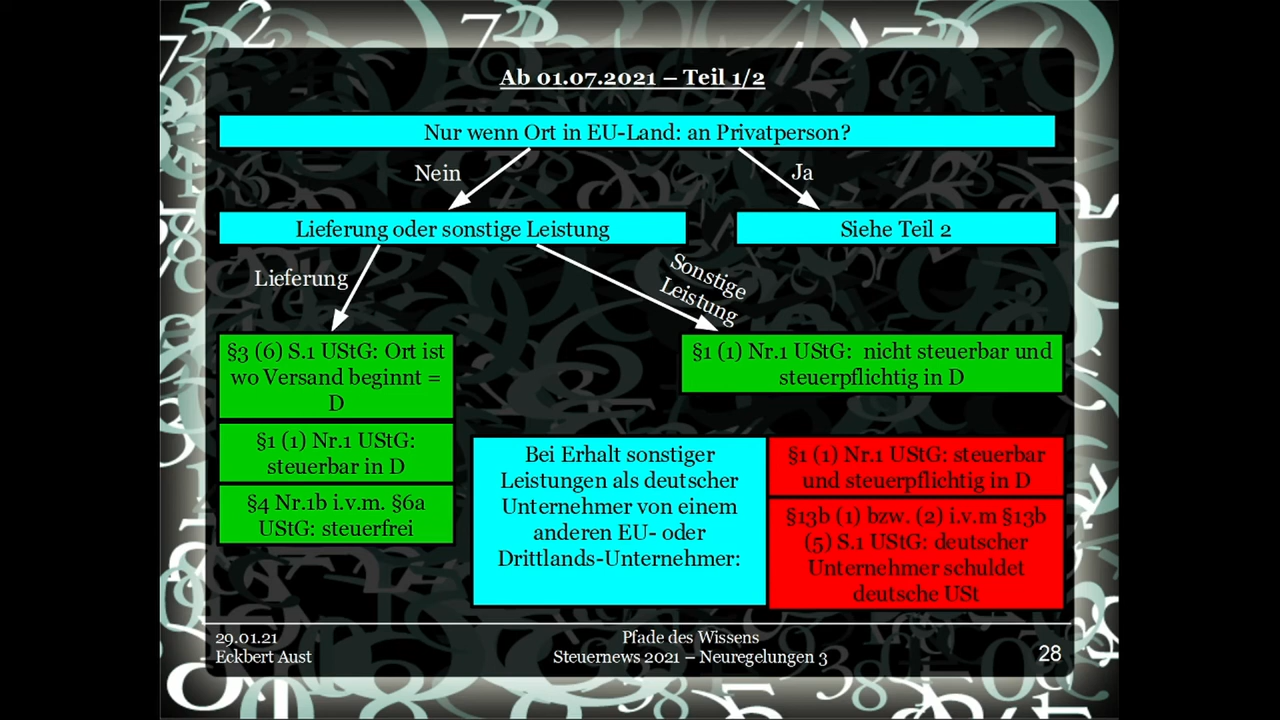 Ab 01.07.2021 – Teil 1/2
Nur wenn Ort in EU-Land: an Privatperson?
Nein
Ja
Lieferung oder sonstige Leistung
Siehe Teil 2
Lieferung
Sonstige
Leistung
§3 (6) S.1 UStG: Ort ist
wo Versand beginnt =
D
§1 (1) Nr.1 UStG: nicht steuerbar und
steuerpflichtig in D
§1 (1) Nr.1 UStG:
steuerbar in D
§4 Nr.1b i.v.m. §6a
UStG: steuerfrei
Bei Erhalt sonstiger
Leistungen als deutscher
Unternehmer von einem
anderen EU- oder
Drittlands-Unternehmer:
§1 (1) Nr.1 UStG: steuerbar
und steuerpflichtig in D
§13b (1) bzw. (2) i.v.m §13b
(5) S.1 UStG: deutscher
Unternehmer schuldet
deutsche USt
29.01.21
Eckbert Aust
Pfade des Wissens
Steuernews 2021 – Neuregelungen 3
28